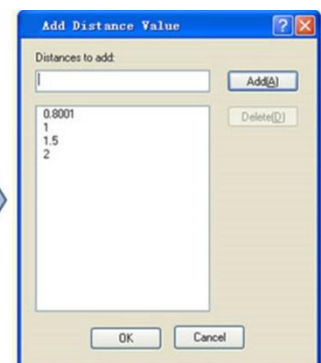 Add Distance Value
Distances to add:
Add(A)
0.8001
1
1.5
2
Delete(D)
OK
Cancel